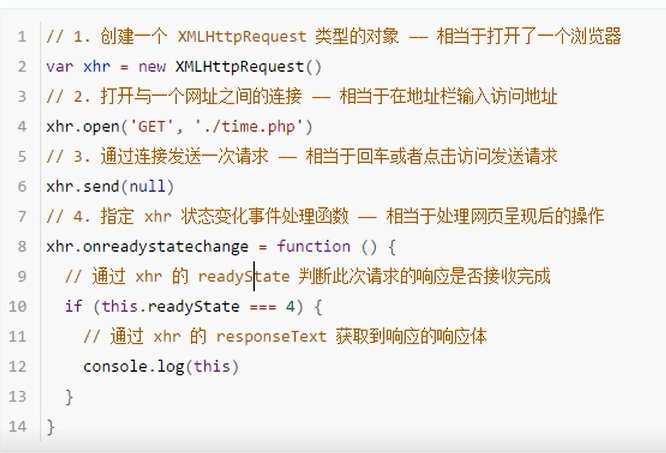 1 // 1. 创建一个 XMLHttpRequest 类型的对象 —— 相当于打开了一个浏览器
2 var xhr = new XMLHttpRequest()
3 // 2. 打开与一个网址之间的连接 —— 相当于在地址栏输入访问地址
4 xhr.open('GET', './time.php')
5 // 3. 通过连接发送一次请求 —— 相当于回车或者点击访问发送请求
6 xhr.send(null)
7 // 4. 指定 xhr 状态变化事件处理函数 —— 相当于处理网页呈现后的操作
8 xhr.onreadystatechange = function () {
9   // 通过 xhr 的 readyState 判断此次请求的响应是否接收完成
10   if (this.readyState === 4) {
11     // 通过 xhr 的 responseText 获取到响应的响应体
12     console.log(this)
13   }
14 }